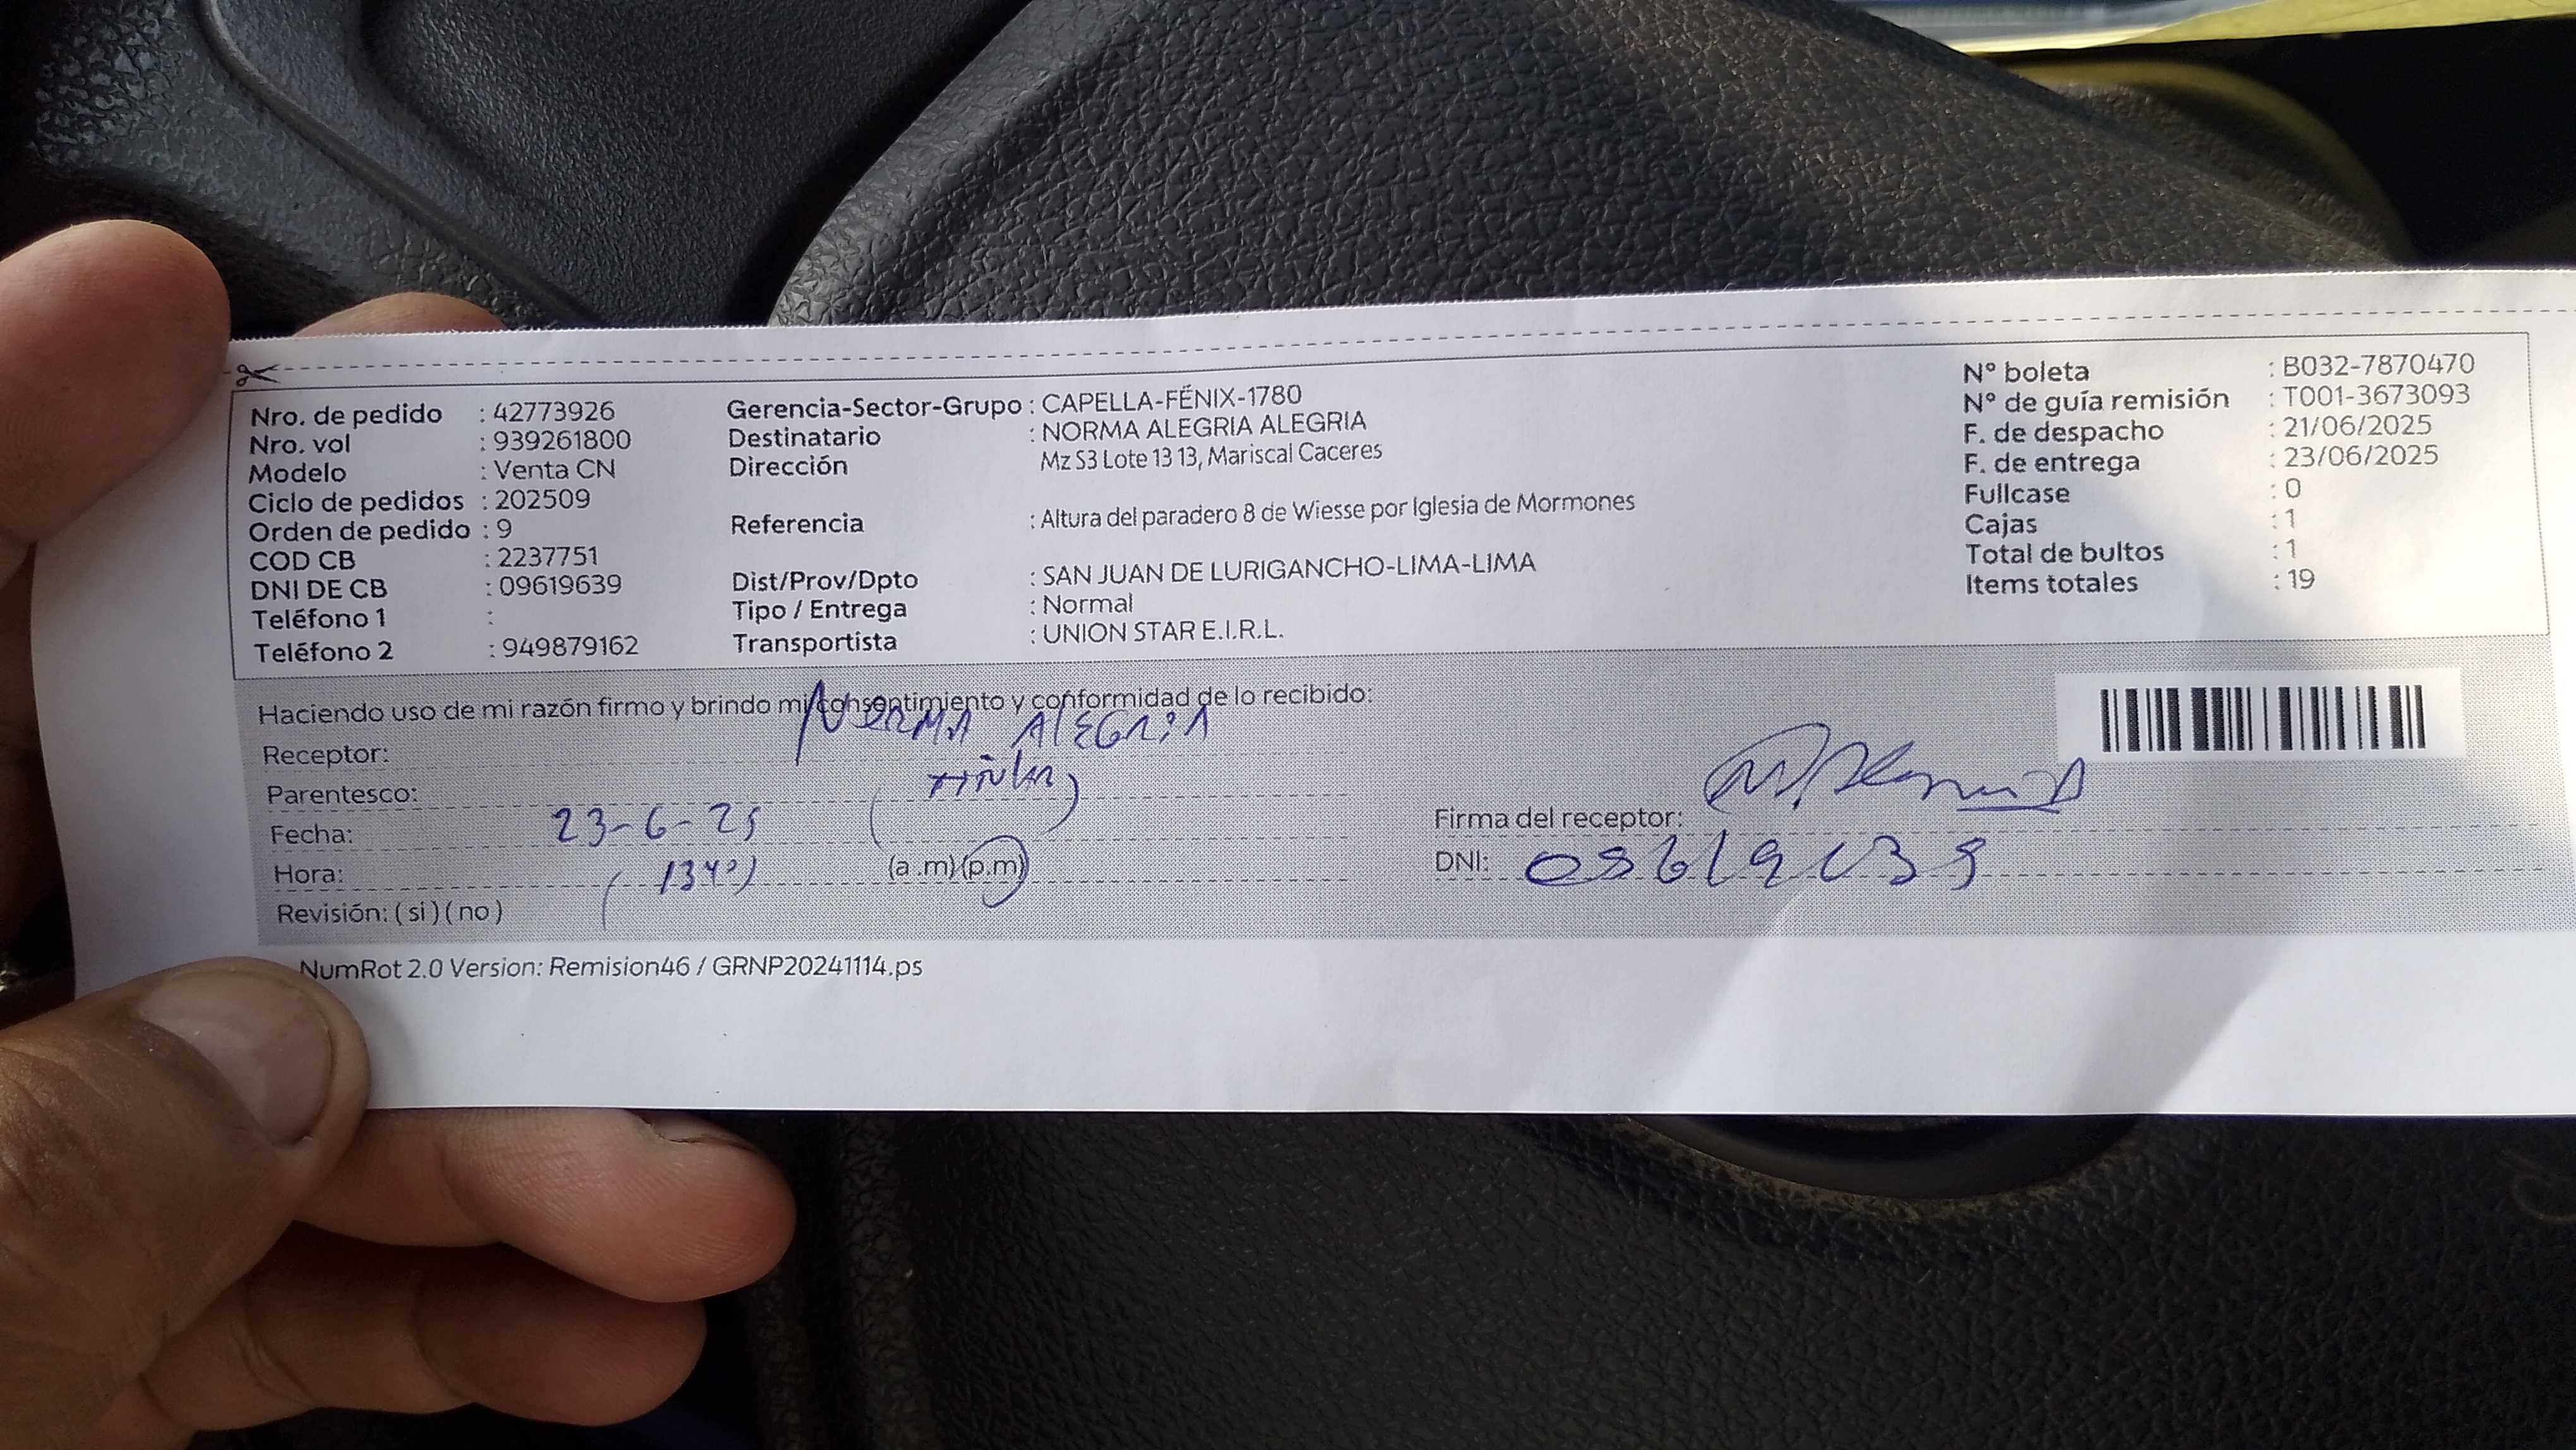 Nro. de pedido : 42773926
Nro. vol : 939261800
Modelo : Venta CN
Ciclo de pedidos : 202509
Orden de pedido : 9
COD CB : 2237751
DNI DE CB : 09619639
Teléfono 1 :
Teléfono 2 : 949879162
Gerencia-Sector-Grupo : CAPELLA-FÉNIX-1780
Destinatario : NORMA ALEGRIA ALEGRIA
Dirección Mz S3 Lote 13 13, Mariscal Caceres
Referencia : Altura del paradero 8 de Wiesse por Iglesia de Mormones
Dist/Prov/Dpto : SAN JUAN DE LURIGANCHO-LIMA-LIMA
Tipo / Entrega : Normal
Transportista : UNION STAR E.I.R.L.
N° boleta : B032-7870470
N° de guía remisión : T001-3673093
F. de despacho : 21/06/2025
F. de entrega : 23/06/2025
Fullcase : 0
Cajas : 1
Total de bultos : 1
Items totales : 19
Haciendo uso de mi razón firmo y brindo mi consentimiento y conformidad de lo recibido:
Receptor: NORMA ALEGRIA
Parentesco:
Fecha: 23-6-25
Hora: (a.m)(p.m)
Revisión: (si)(no)
Firma del receptor:
DNI:
NumRot 2.0 Version: Remision46 / GRNP20241114.ps